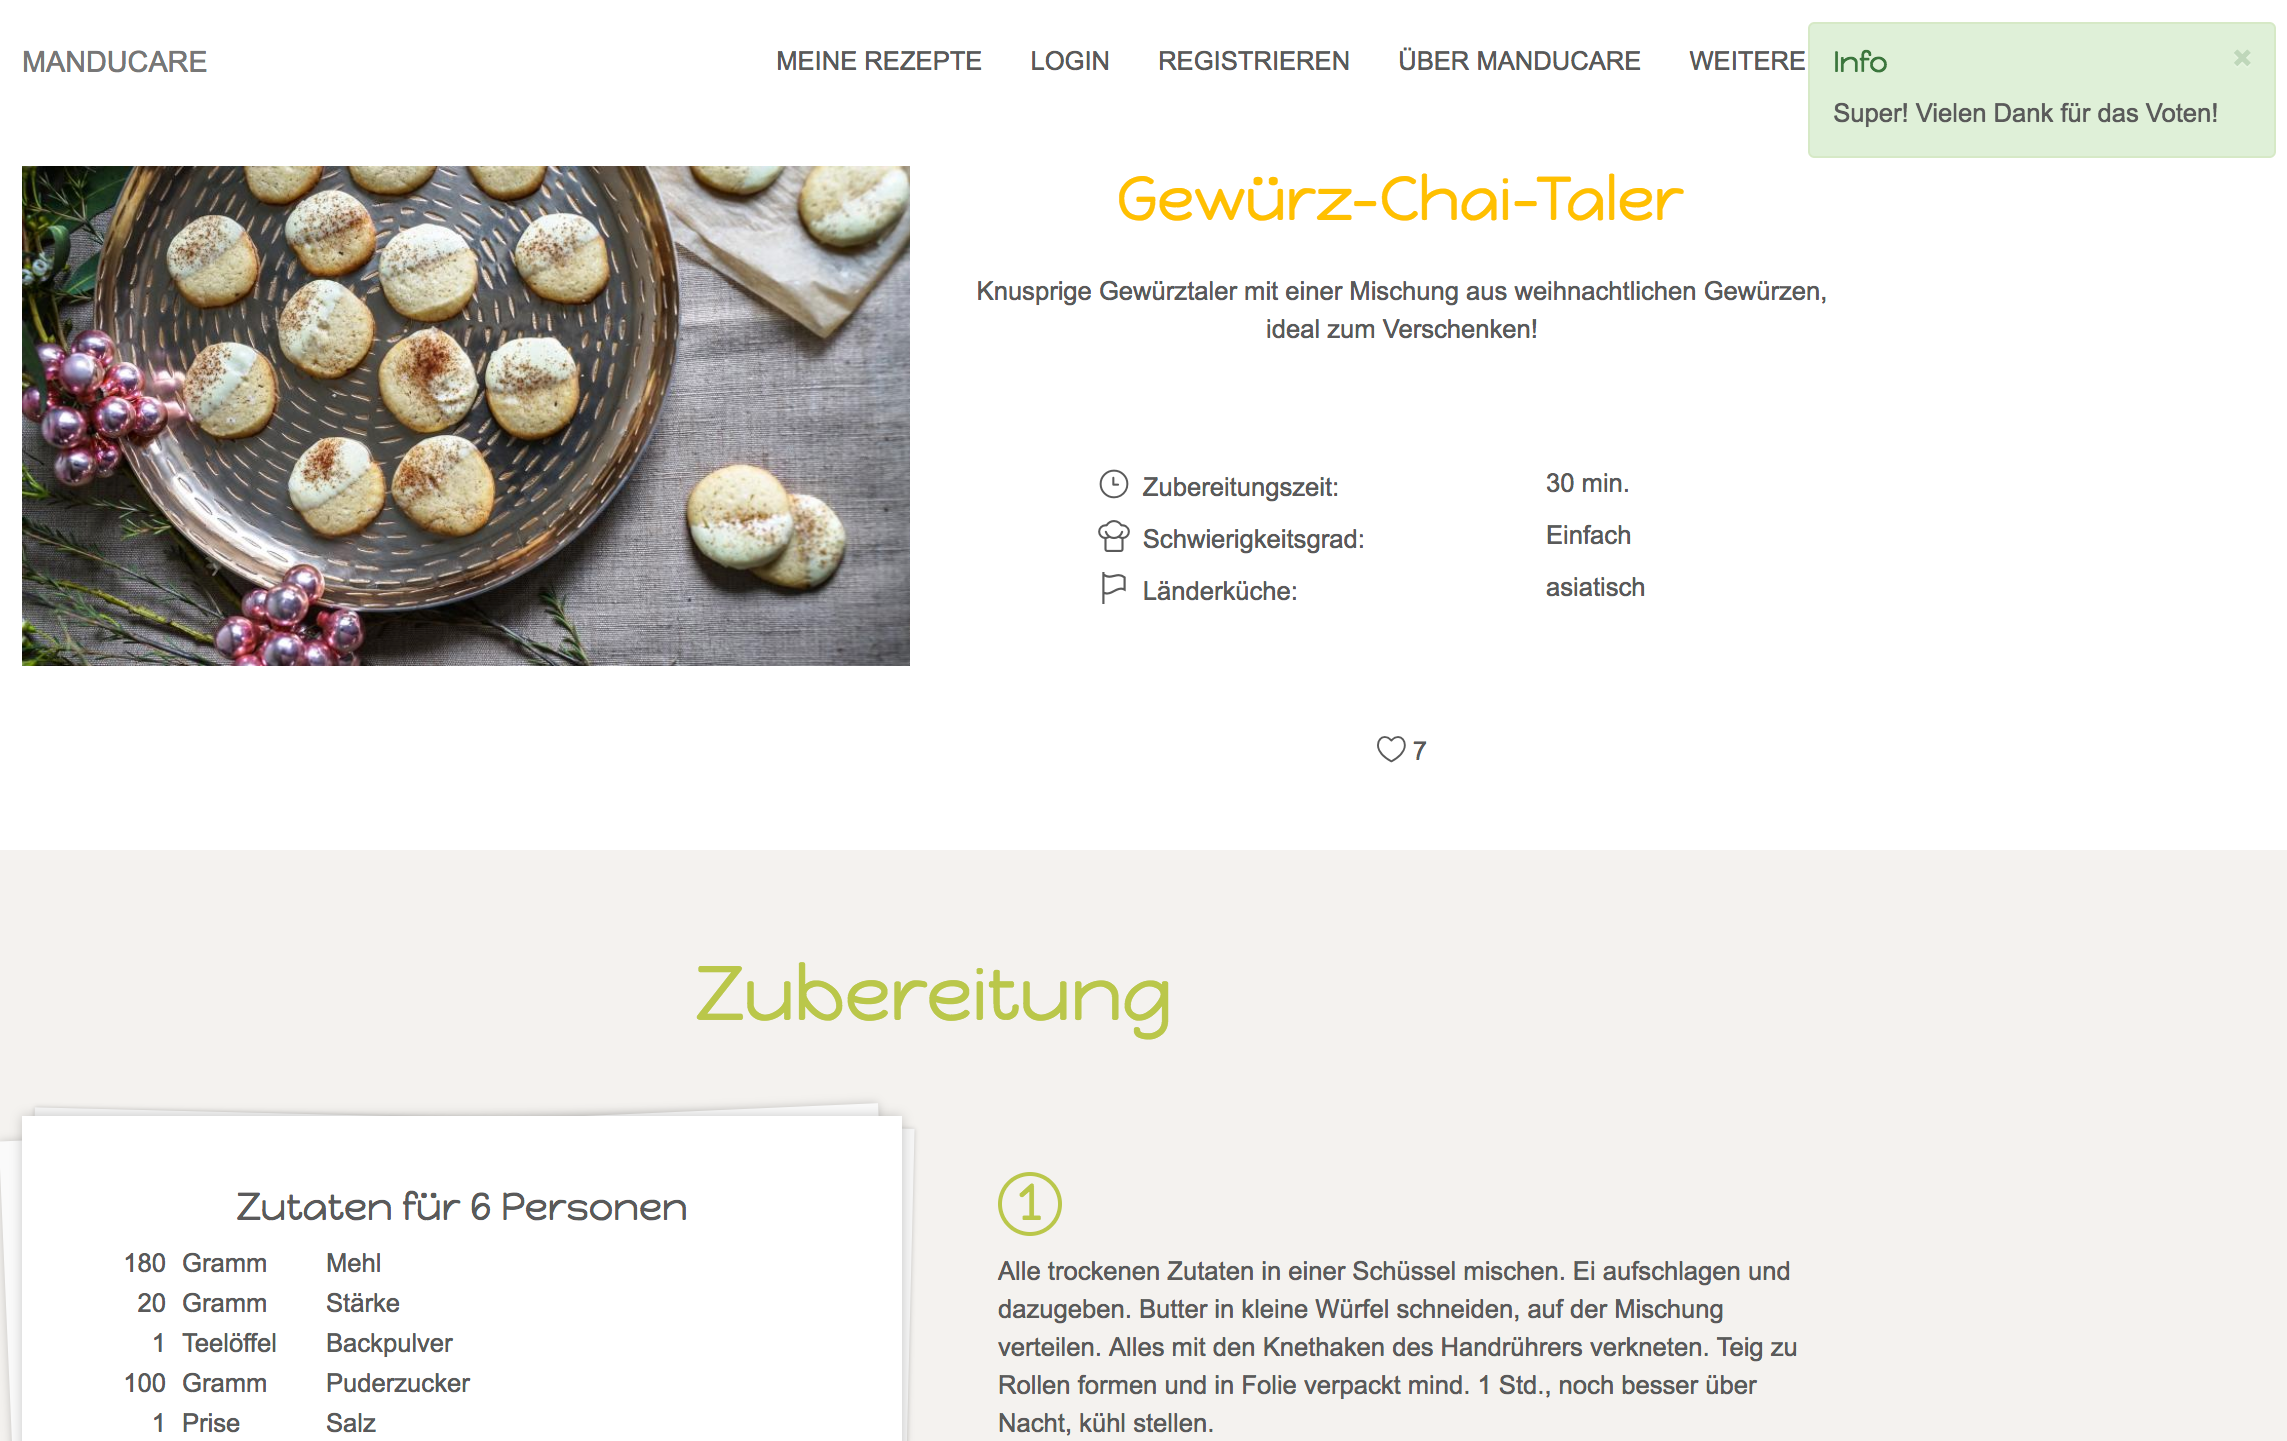 MANDUCARE
MEINE REZEPTE LOGIN REGISTRIEREN ÜBER MANDUCARE WEITERE
Info ×
Super! Vielen Dank für das Voten!
Gewürz-Chai-Taler
Knusprige Gewürztaler mit einer Mischung aus weihnachtlichen Gewürzen,
ideal zum Verschenken!
Zubereitungszeit: 30 min.
Schwierigkeitsgrad: Einfach
Länderküche: asiatisch
7
Zubereitung
Zutaten für 6 Personen
180 Gramm Mehl
20 Gramm Stärke
1 Teelöffel Backpulver
100 Gramm Puderzucker
1 Prise Salz
1
Alle trockenen Zutaten in einer Schüssel mischen. Ei aufschlagen und
dazugeben. Butter in kleine Würfel schneiden, auf der Mischung
verteilen. Alles mit den Knethaken des Handrührers verkneten. Teig zu
Rollen formen und in Folie verpackt mind. 1 Std., noch besser über
Nacht, kühl stellen.